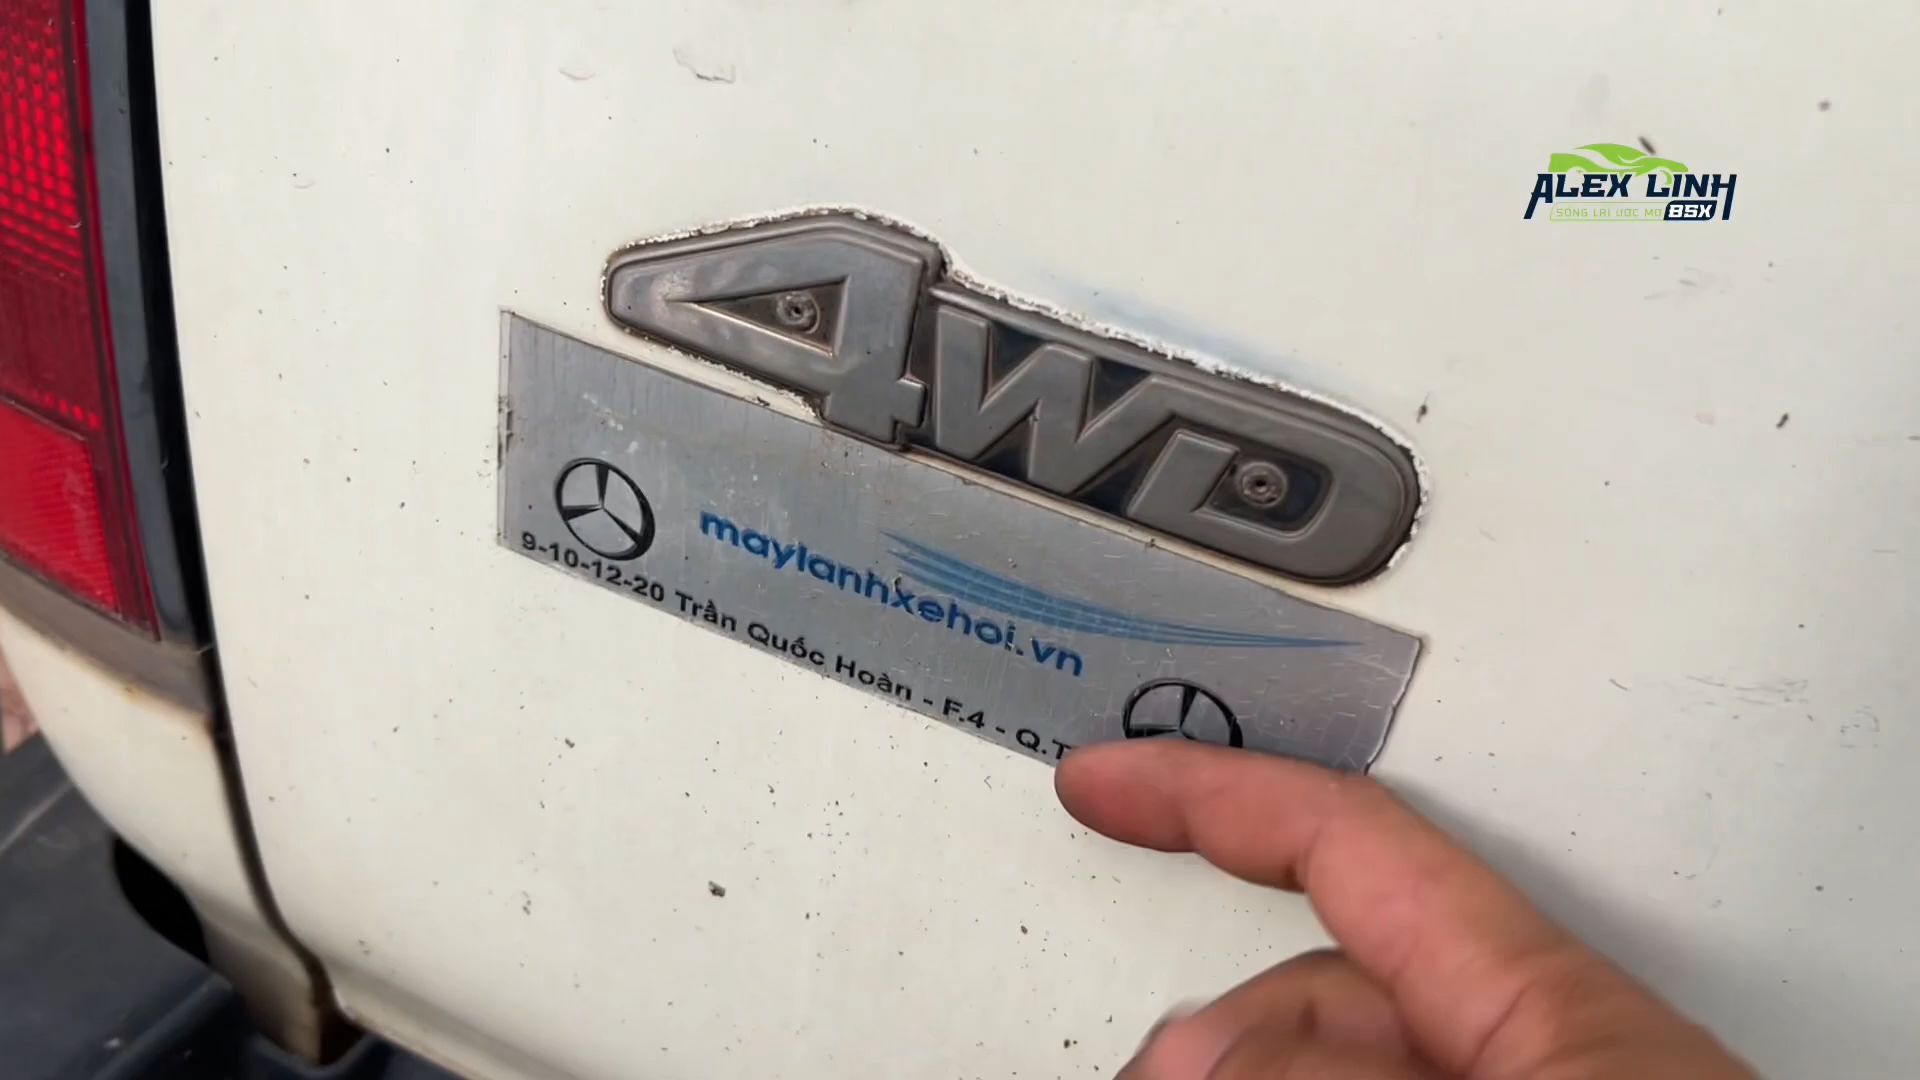 ALEX LINH
SỐNG LẠI ƯỚC MƠ 85X
4WD
maylanhxehoi.vn
9-10-12-20 Trần Quốc Hoàn - F.4 - Q.T